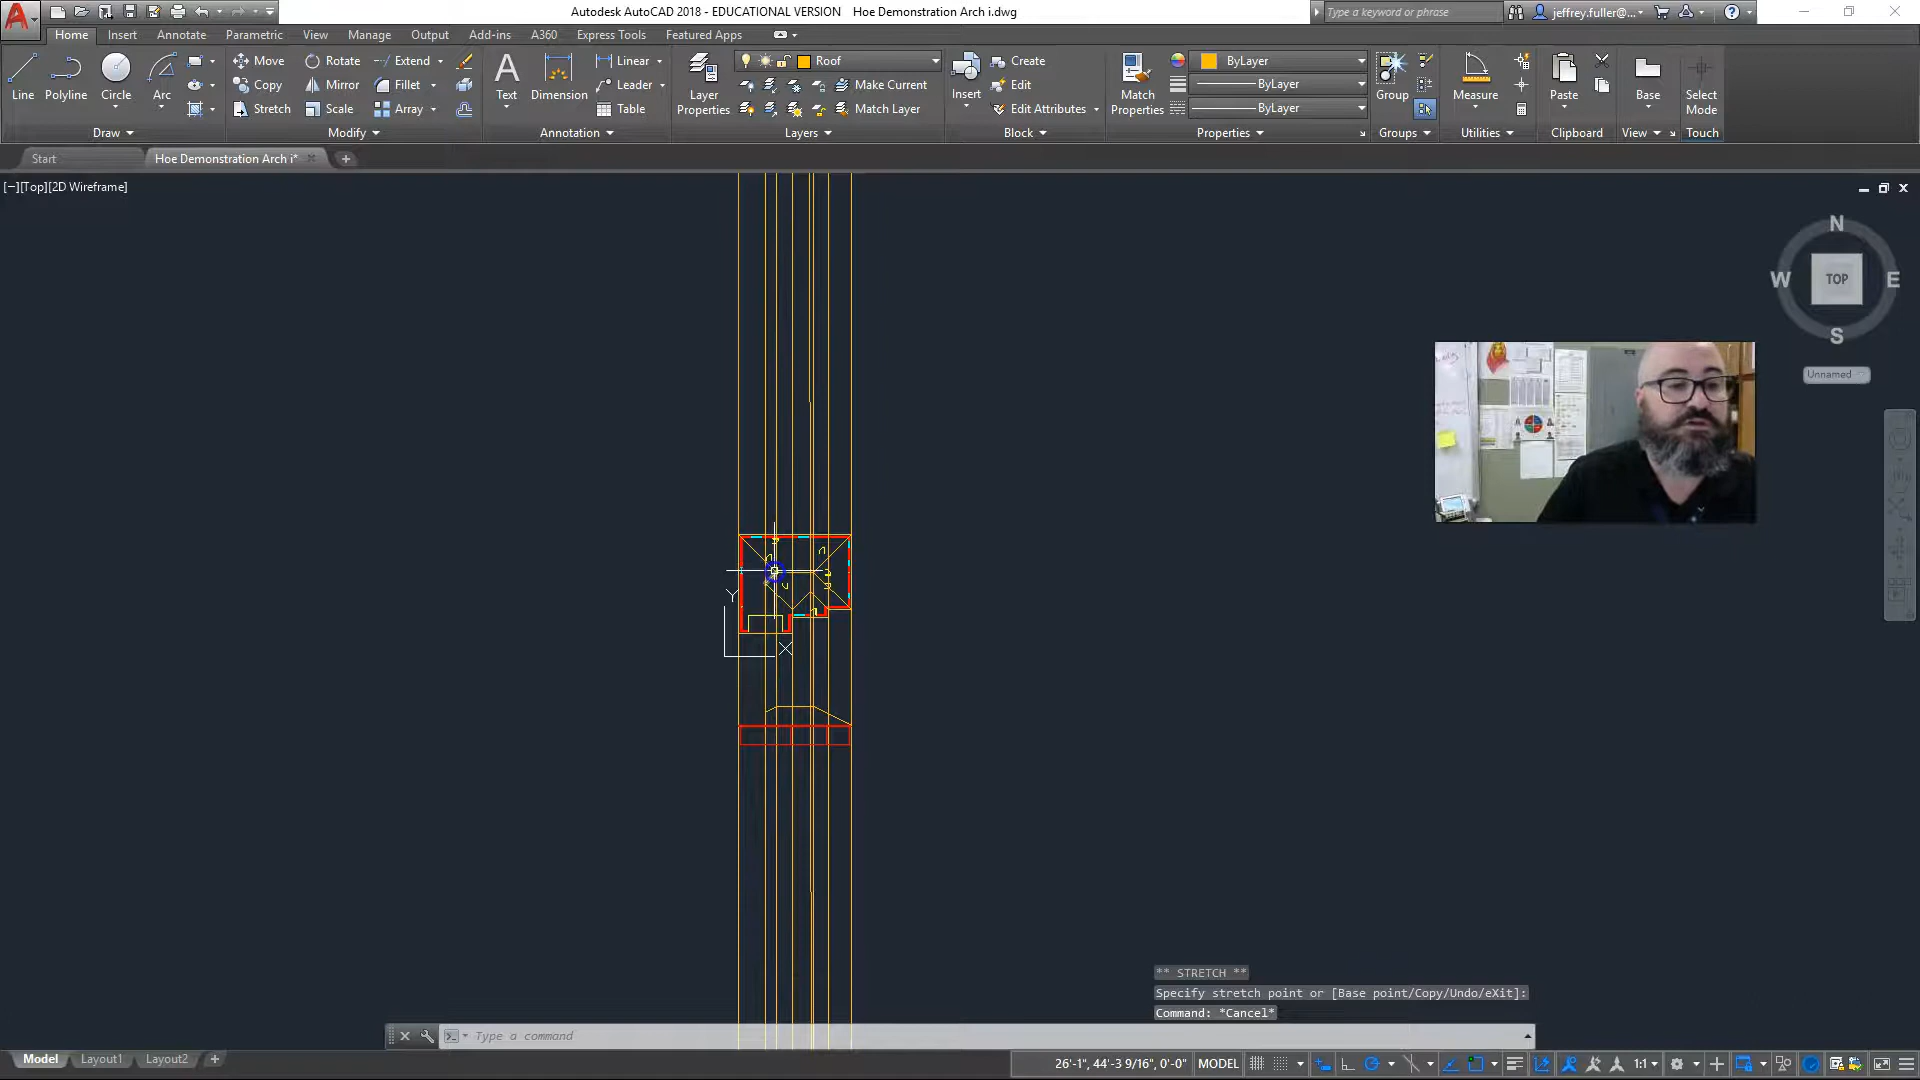 Autodesk AutoCAD 2018 - EDUCATIONAL VERSION    Hoe Demonstration Arch i.dwg
Type a keyword or phrase
jeffrey.fuller@...
Home Insert Annotate Parametric View Manage Output Add-ins A360 Express Tools Featured Apps
Line Polyline Circle Arc
Move Rotate Extend
Copy Mirror Fillet
Stretch Scale Array
Text Dimension
Linear
Leader
Table
Layer Properties
Roof
Make Current
Match Layer
Insert
Create
Edit
Edit Attributes
Match Properties
ByLayer
ByLayer
ByLayer
Group
Measure
Paste
Base
Select Mode
Draw Modify Annotation Layers Block Properties Groups Utilities Clipboard View Touch
Start Hoe Demonstration Arch i*
[−][Top][2D Wireframe]
N
W TOP E
S
Unnamed
Y
X
** STRETCH **
Specify stretch point or [Base point/Copy/Undo/eXit]:
Command: *Cancel*
Type a command
Model Layout1 Layout2
26'-1", 44'-3 9/16", 0'-0" MODEL 1:1